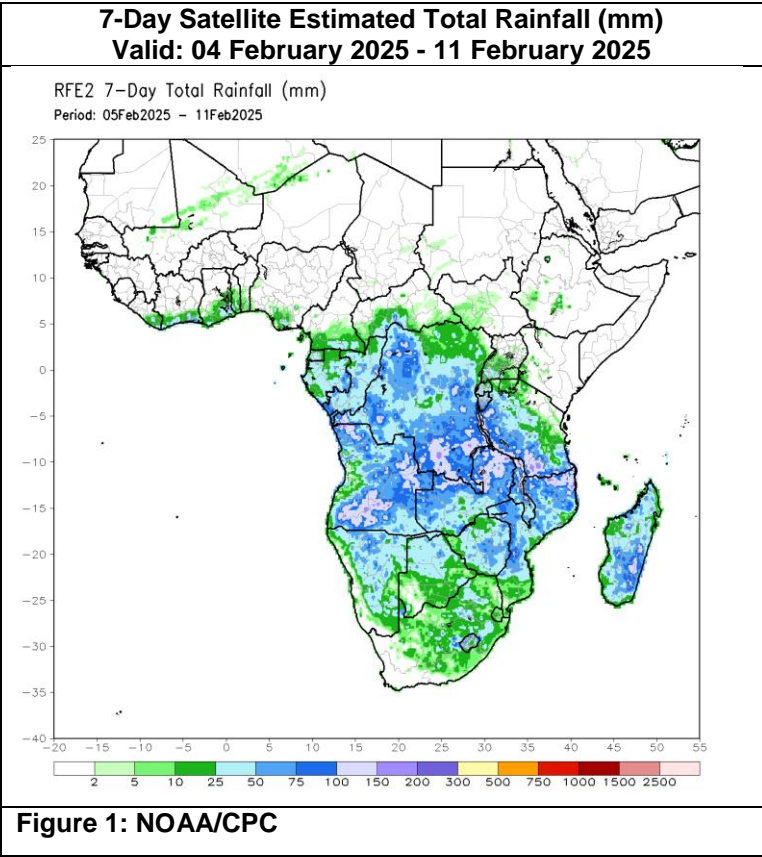 7-Day Satellite Estimated Total Rainfall (mm)
Valid: 04 February 2025 - 11 February 2025
RFE2 7-Day Total Rainfall (mm)
Period: 05Feb2025 - 11Feb2025
25
20
15
10
5
0
-5
-10
-15
-20
-25
-30
-35
-40
-20 -15 -10 -5 0 5 10 15 20 25 30 35 40 45 50 55
2 5 10 25 50 75 100 150 200 300 500 750 1000 1500 2500
Figure 1: NOAA/CPC